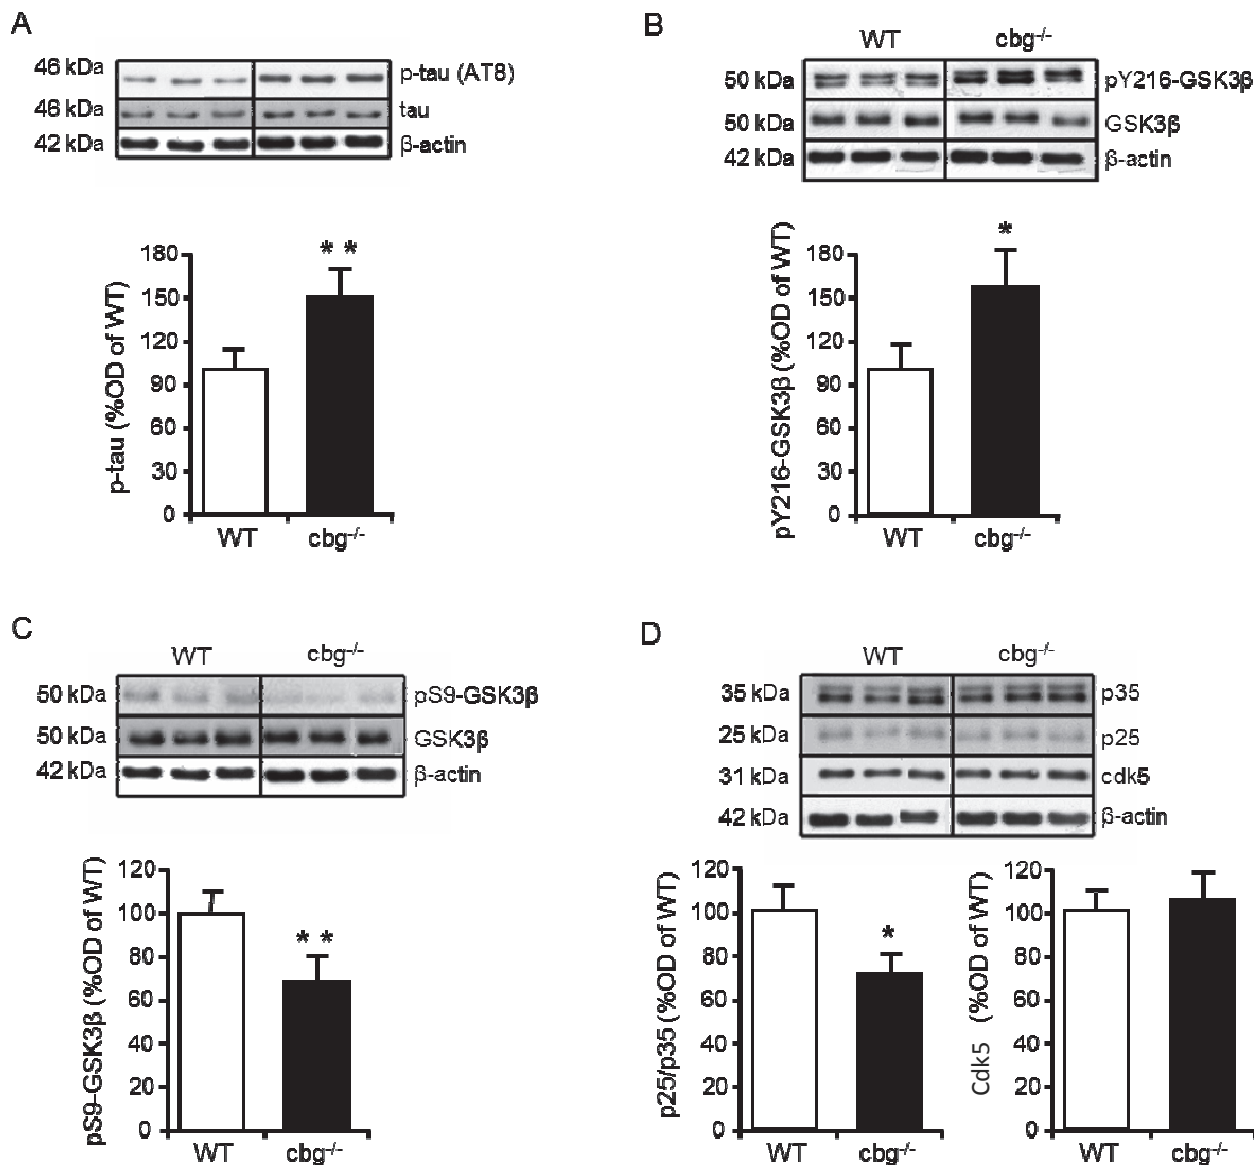 A
46 kDa
p-tau (AT8)
46 kDa
tau
42 kDa
β-actin
p-tau (%OD of WT)
180
* *
150
120
90
60
30
0
WT
cbg-/-
B
WT
cbg-/-
50 kDa
pY216-GSK3β
50 kDa
GSK3β
42 kDa
β-actin
pY216-GSK3β (%OD of WT)
180
*
150
120
90
60
30
0
WT
cbg-/-
C
WT
cbg-/-
50 kDa
pS9-GSK3β
50 kDa
GSK3β
42 kDa
β-actin
pS9-GSK3β (%OD of WT)
120
100
* *
80
60
40
20
0
WT
cbg-/-
D
WT
cbg-/-
35 kDa
p35
25 kDa
p25
31 kDa
cdk5
42 kDa
β-actin
p25/p35 (%OD of WT)
120
100
*
80
60
40
20
0
WT
cbg-/-
Cdk5 (%OD of WT)
120
100
80
60
40
20
0
WT
cbg-/-